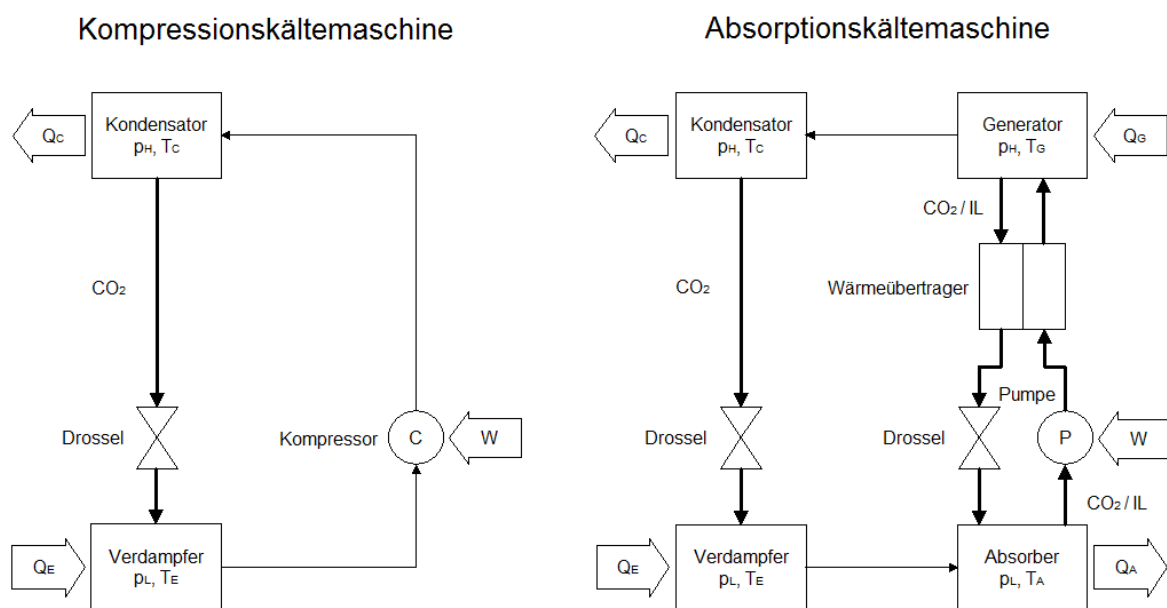 Kompressionskältemaschine
Absorptionskältemaschine
QC
Kondensator
pH, TC
CO2
Drossel
Kompressor
C
W
QE
Verdampfer
pL, TE
QC
Kondensator
pH, TC
Generator
pH, TG
QG
CO2 / IL
CO2
Wärmeübertrager
Pumpe
Drossel
Drossel
P
W
CO2 / IL
QE
Verdampfer
pL, TE
Absorber
pL, TA
QA